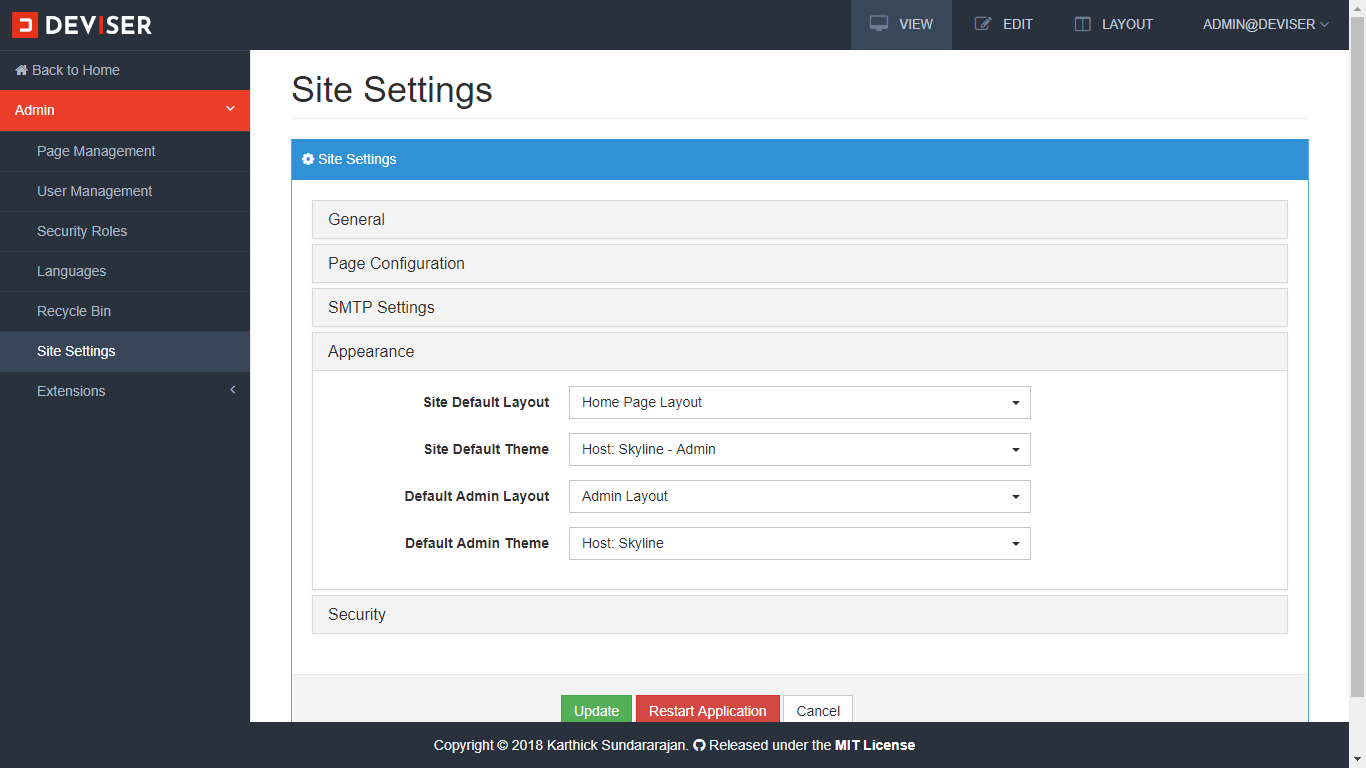 DEVISER
VIEW
EDIT
LAYOUT
ADMIN@DEVISER
Back to Home
Admin
Page Management
User Management
Security Roles
Languages
Recycle Bin
Site Settings
Extensions
Site Settings
Site Settings
General
Page Configuration
SMTP Settings
Appearance
Site Default Layout Home Page Layout
Site Default Theme Host: Skyline - Admin
Default Admin Layout Admin Layout
Default Admin Theme Host: Skyline
Security
Update Restart Application Cancel
Copyright © 2018 Karthick Sundararajan. Released under the MIT License